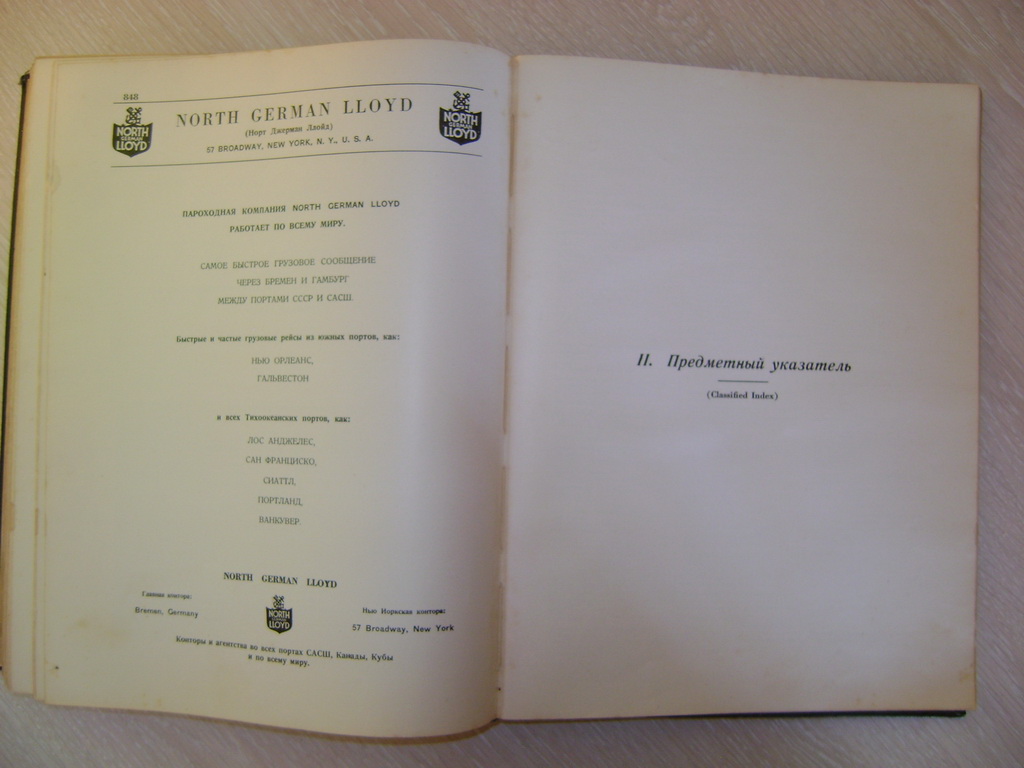 848
NORTH GERMAN LLOYD
(Норт Джерман Ллойд)
57 BROADWAY, NEW YORK, N. Y., U. S. A.
NORTH
GERMAN
LLOYD
NORTH
GERMAN
LLOYD
ПАРОХОДНАЯ КОМПАНИЯ NORTH GERMAN LLOYD
РАБОТАЕТ ПО ВСЕМУ МИРУ.
САМОЕ БЫСТРОЕ ГРУЗОВОЕ СООБЩЕНИЕ
ЧЕРЕЗ БРЕМЕН И ГАМБУРГ
МЕЖДУ ПОРТАМИ СССР И САСШ.
Быстрые и частые грузовые рейсы из южных портов, как:
НЬЮ ОРЛЕАНС,
ГАЛЬВЕСТОН
и всех Тихоокеанских портов, как:
ЛОС АНДЖЕЛЕС,
САН ФРАНЦИСКО,
СИАТТЛ,
ПОРТЛАНД,
ВАНКУВЕР.
NORTH GERMAN LLOYD
Главная контора:
Bremen, Germany
NORTH
GERMAN
LLOYD
Нью Иоркская контора:
57 Broadway, New York
Конторы и агентства во всех портах САСШ, Канады, Кубы
и по всему миру.
II. Предметный указатель
(Classified Index)